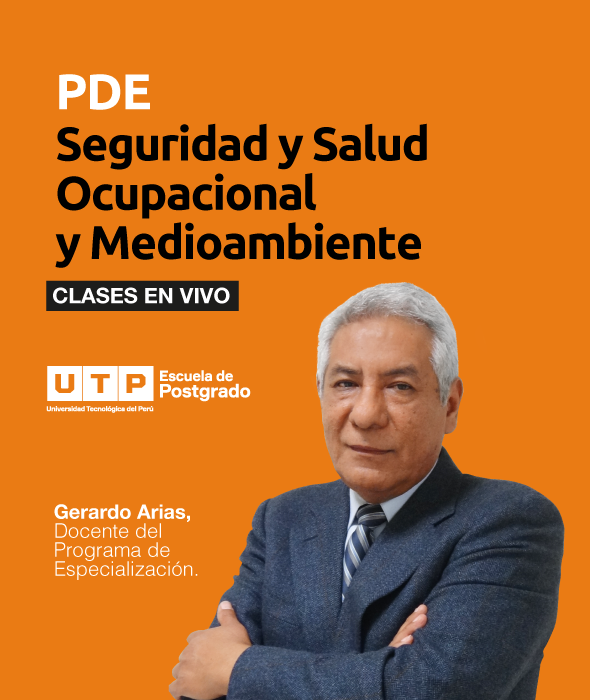 PDE
Seguridad y Salud
Ocupacional
y Medioambiente
CLASES EN VIVO
UTP
Universidad Tecnológica del Perú
Escuela de
Postgrado
Gerardo Arias,
Docente del
Programa de
Especialización.